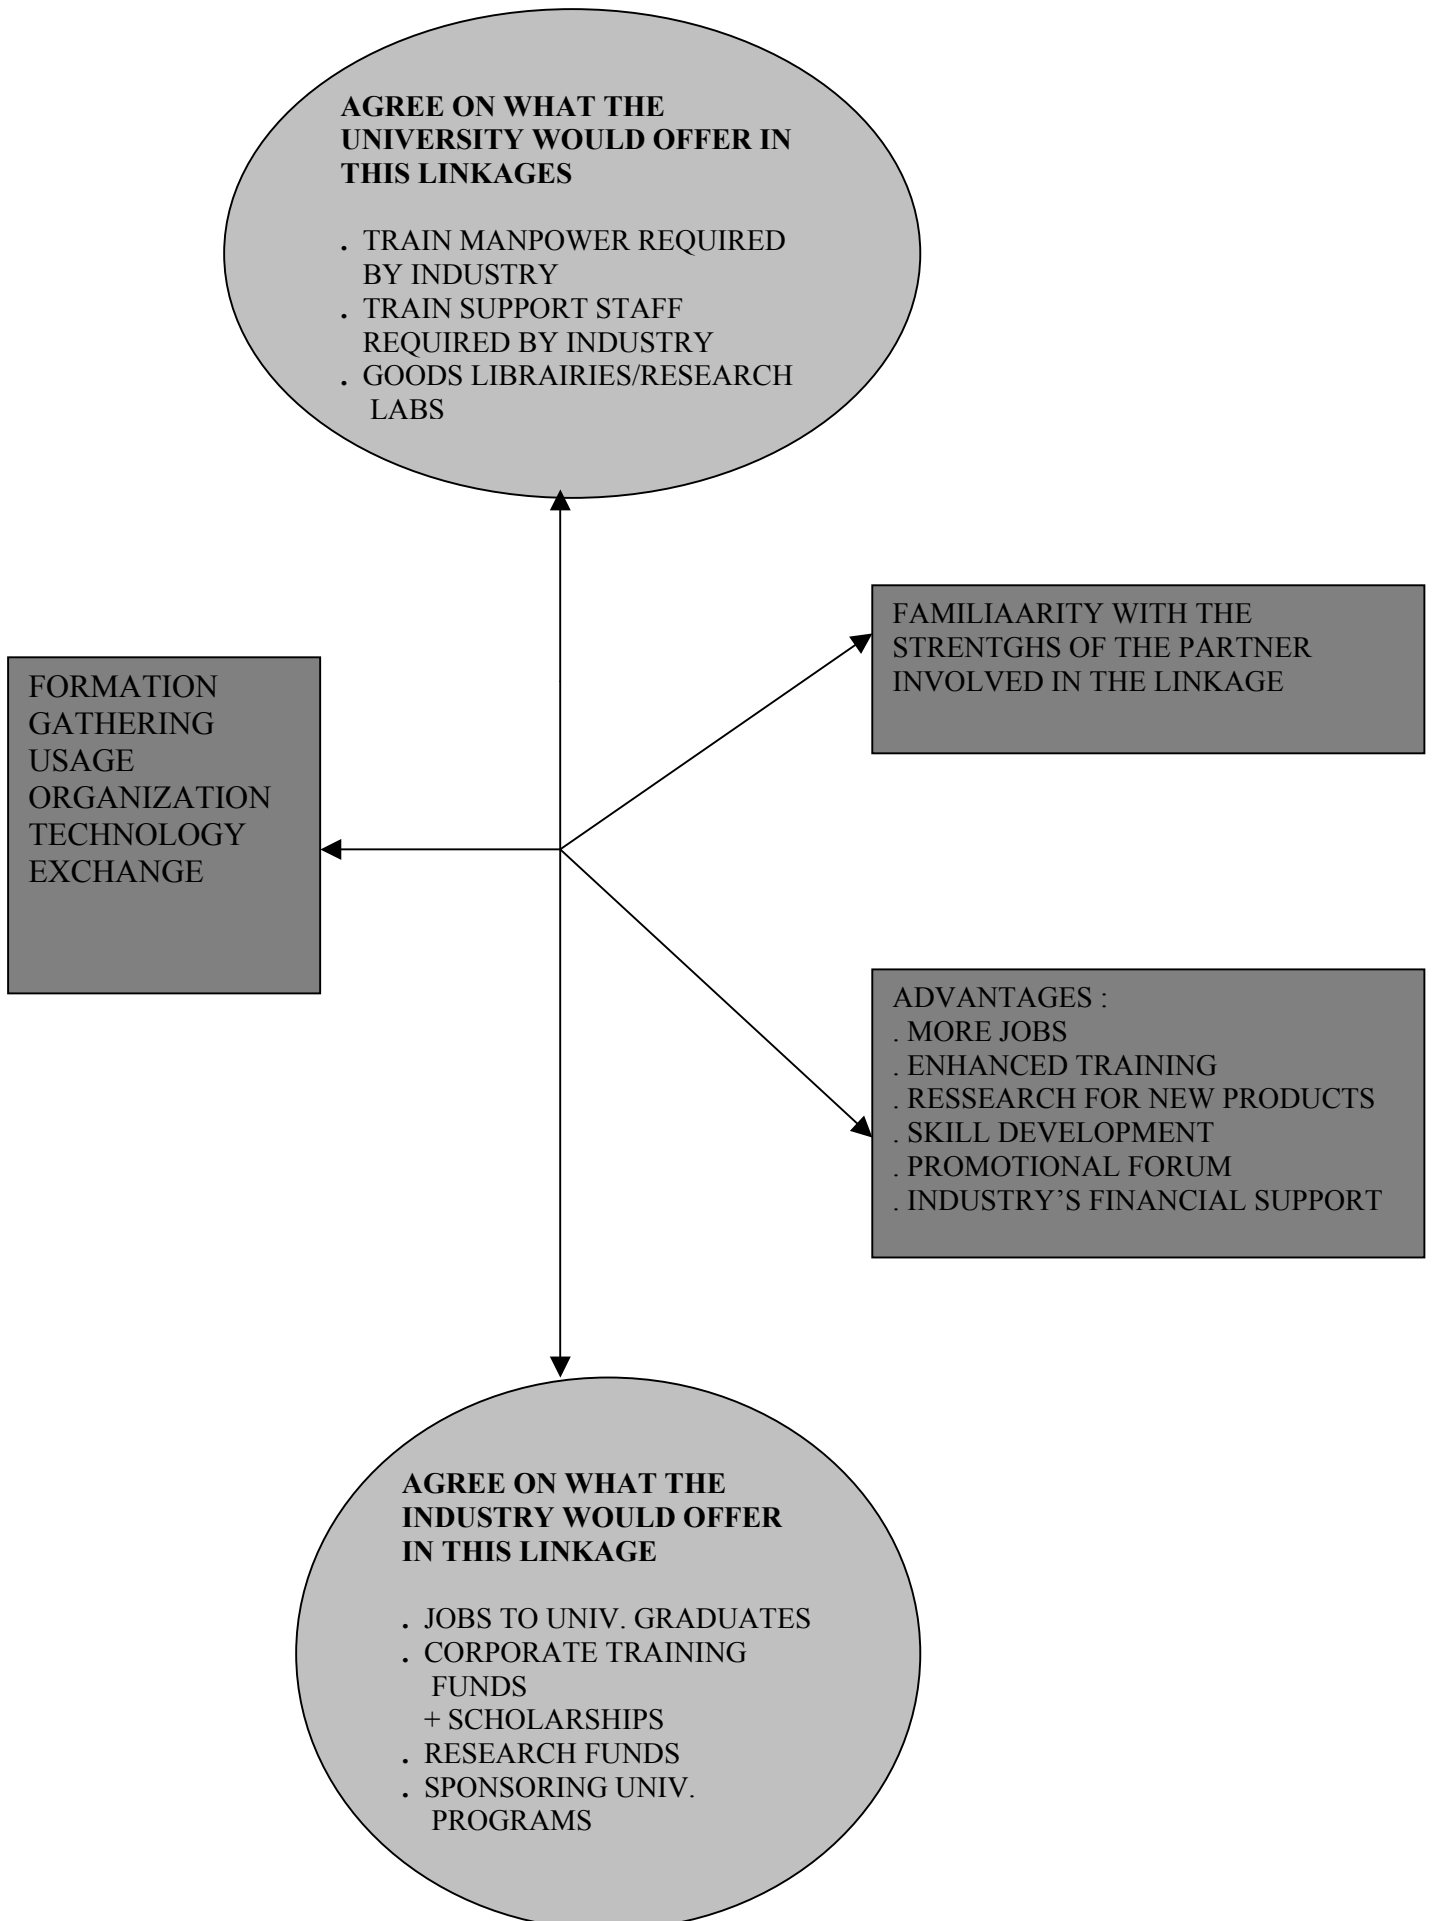 AGREE ON WHAT THE
UNIVERSITY WOULD OFFER IN
THIS LINKAGES
. TRAIN MANPOWER REQUIRED
BY INDUSTRY
. TRAIN SUPPORT STAFF
REQUIRED BY INDUSTRY
. GOODS LIBRAIRIES/RESEARCH
LABS
FAMILIAARITY WITH THE
STRENTGHS OF THE PARTNER
INVOLVED IN THE LINKAGE
FORMATION
GATHERING
USAGE
ORGANIZATION
TECHNOLOGY
EXCHANGE
ADVANTAGES :
. MORE JOBS
. ENHANCED TRAINING
. RESSEARCH FOR NEW PRODUCTS
. SKILL DEVELOPMENT
. PROMOTIONAL FORUM
. INDUSTRY’S FINANCIAL SUPPORT
AGREE ON WHAT THE
INDUSTRY WOULD OFFER
IN THIS LINKAGE
. JOBS TO UNIV. GRADUATES
. CORPORATE TRAINING
FUNDS
+ SCHOLARSHIPS
. RESEARCH FUNDS
. SPONSORING UNIV.
PROGRAMS